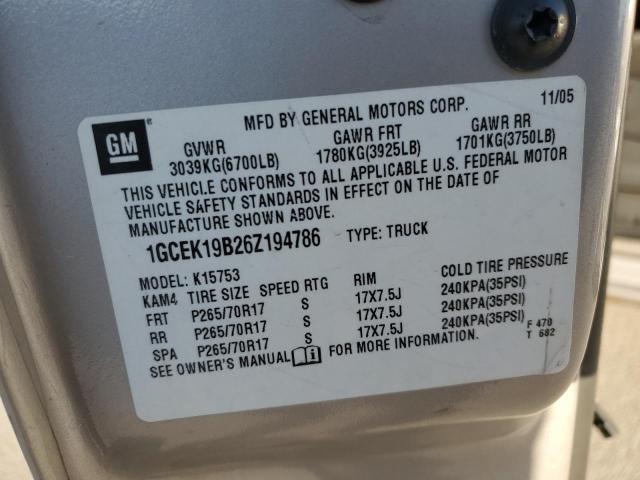 GM
MFD BY GENERAL MOTORS CORP. 11/05
GVWR GAWR FRT GAWR RR
3039KG(6700LB) 1780KG(3925LB) 1701KG(3750LB)
THIS VEHICLE CONFORMS TO ALL APPLICABLE U.S. FEDERAL MOTOR
VEHICLE SAFETY STANDARDS IN EFFECT ON THE DATE OF
MANUFACTURE SHOWN ABOVE.
1GCEK19B26Z194786 TYPE: TRUCK
MODEL: K15753
KAM4 TIRE SIZE SPEED RTG RIM COLD TIRE PRESSURE
FRT P265/70R17 S 17X7.5J 240KPA(35PSI)
RR P265/70R17 S 17X7.5J 240KPA(35PSI)
SPA P265/70R17 S 17X7.5J 240KPA(35PSI)
SEE OWNER'S MANUAL i FOR MORE INFORMATION.
F 470
T 682